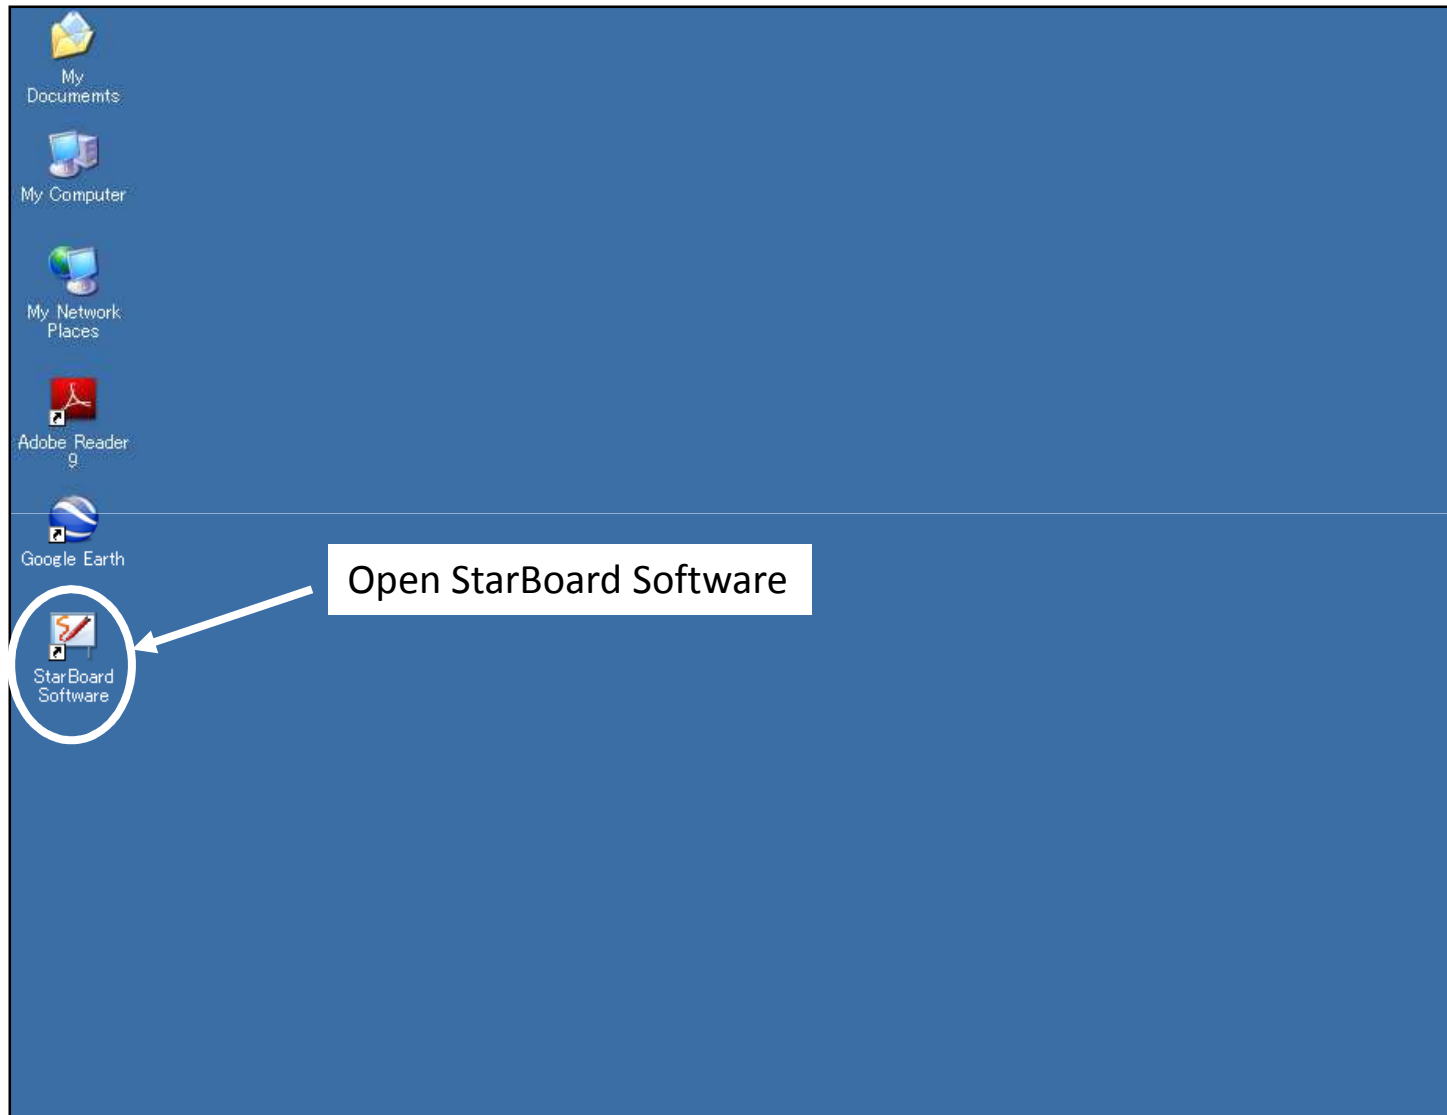 My
Documemts
My Computer
My Network
Places
Adobe Reader
9
Google Earth
Open StarBoard Software
StarBoard
Software